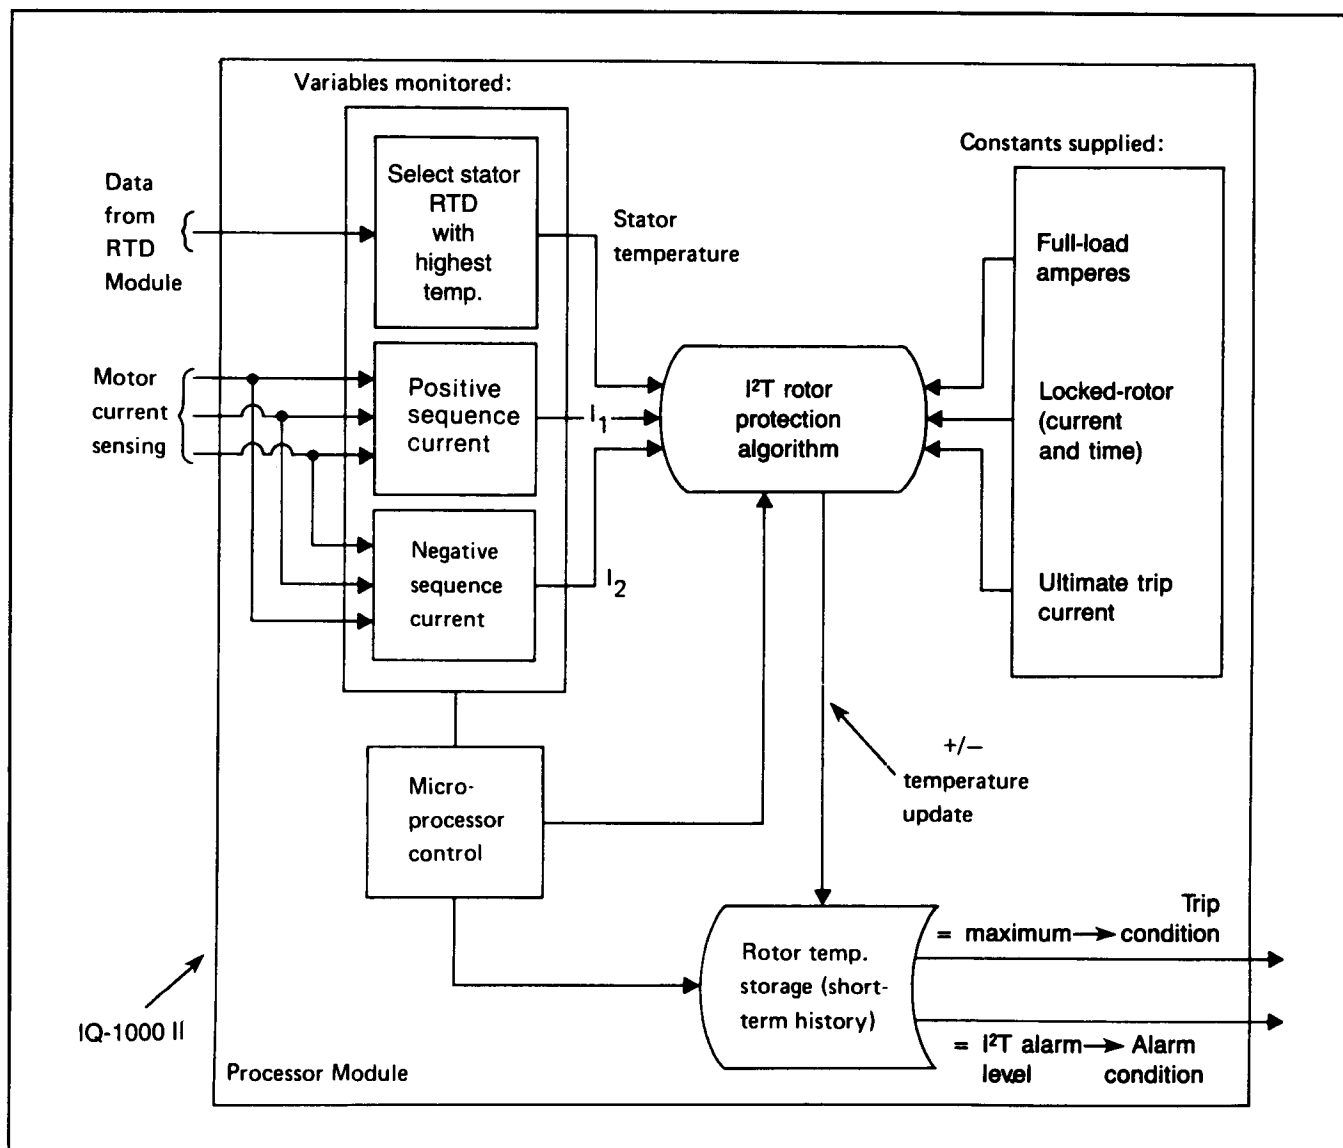 Variables monitored:
Data
from
RTD
Module
Select stator
RTD
with
highest
temp.
Stator
temperature
Constants supplied:
Full-load
amperes
Locked-rotor
(current
and time)
Ultimate trip
current
Motor
current
sensing
Positive
sequence
current
I1
Negative
sequence
current
I2
I²T rotor
protection
algorithm
Micro-
processor
control
+/−
temperature
update
Rotor temp.
storage (short-
term history)
Trip
= maximum → condition
= I²T alarm → Alarm
level condition
IQ-1000 II
Processor Module